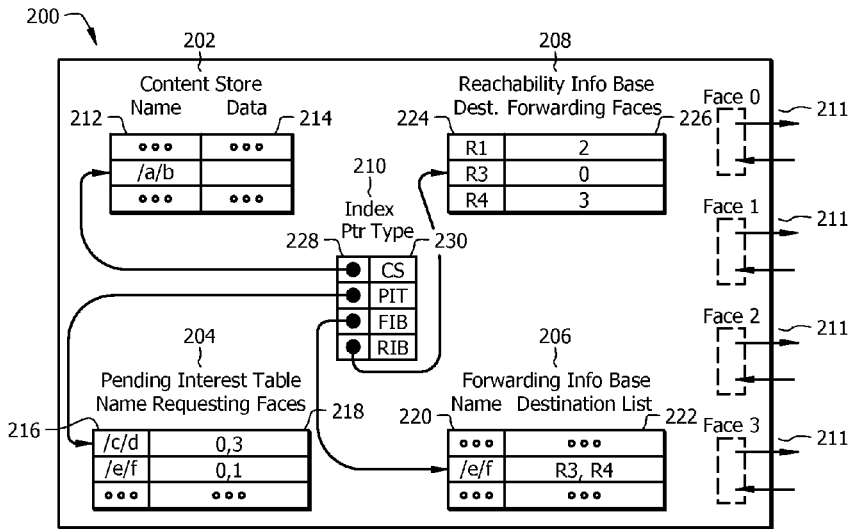 200
202
Content Store
Name Data
212
214
○○○ ○○○
/a/b
○○○ ○○○
208
Reachability Info Base
Dest. Forwarding Faces
224
226
R1 2
R3 0
R4 3
210
Index
Ptr Type
228
230
CS
PIT
FIB
RIB
204
Pending Interest Table
Name Requesting Faces
216
218
/c/d 0,3
/e/f 0,1
○○○ ○○○
206
Forwarding Info Base
Name Destination List
220
222
○○○ ○○○
/e/f R3, R4
○○○ ○○○
Face 0
211
Face 1
211
Face 2
211
Face 3
211